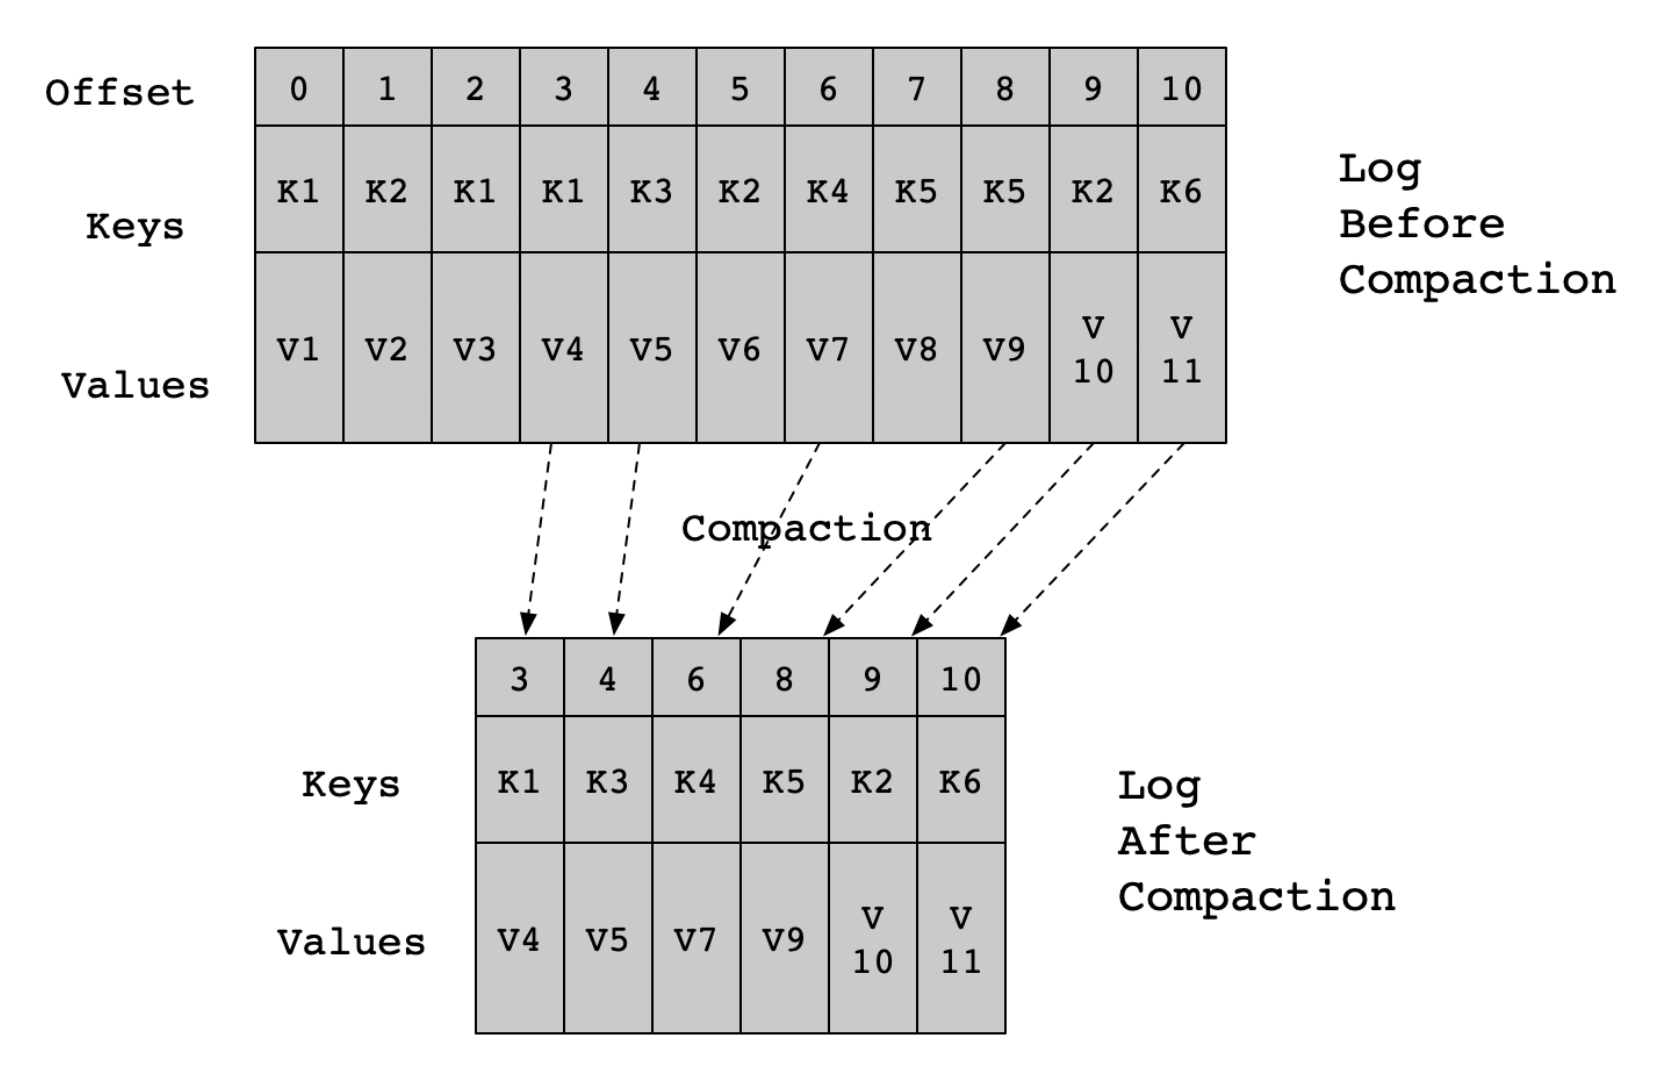 Offset 0 1 2 3 4 5 6 7 8 9 10
Keys K1 K2 K1 K1 K3 K2 K4 K5 K5 K2 K6
Values V1 V2 V3 V4 V5 V6 V7 V8 V9 V 10 V 11
Log
Before
Compaction
Compaction
3 4 6 8 9 10
Keys K1 K3 K4 K5 K2 K6
Values V4 V5 V7 V9 V 10 V 11
Log
After
Compaction